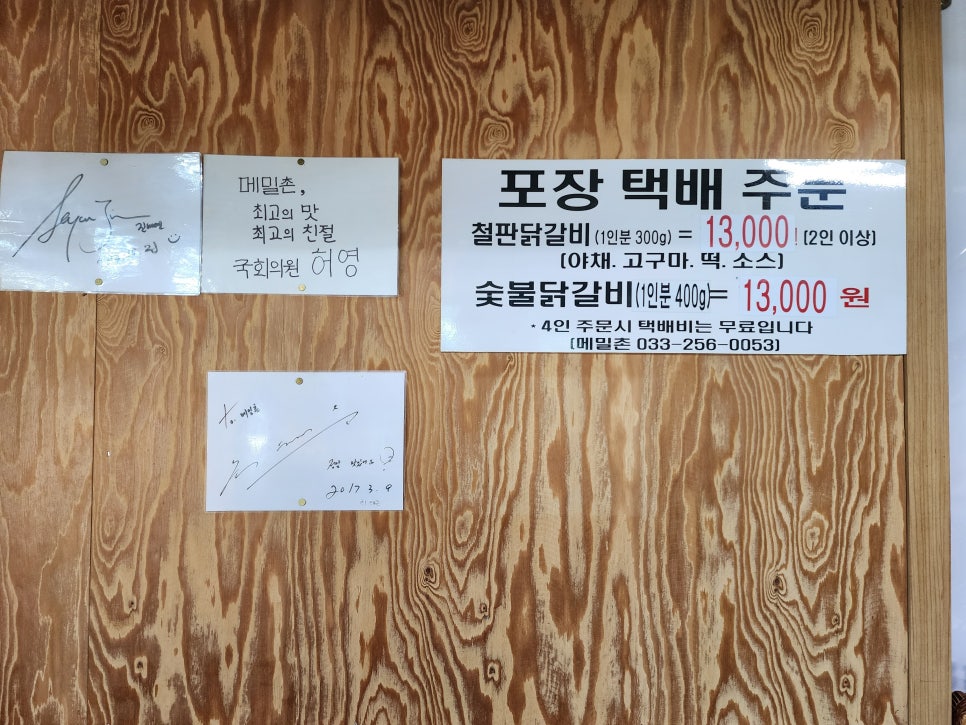 메밀촌,
최고의 맛
최고의 친절
국회의원 허영
to. 메밀촌
2017 3 9
포장 택배 주문
철판닭갈비 (1인분 300g) = 13,000 (2인 이상)
(야채. 고구마. 떡. 소스)
숯불닭갈비 (1인분 400g)= 13,000 원
* 4인 주문시 택배비는 무료입니다
(메밀촌 033-256-0053)